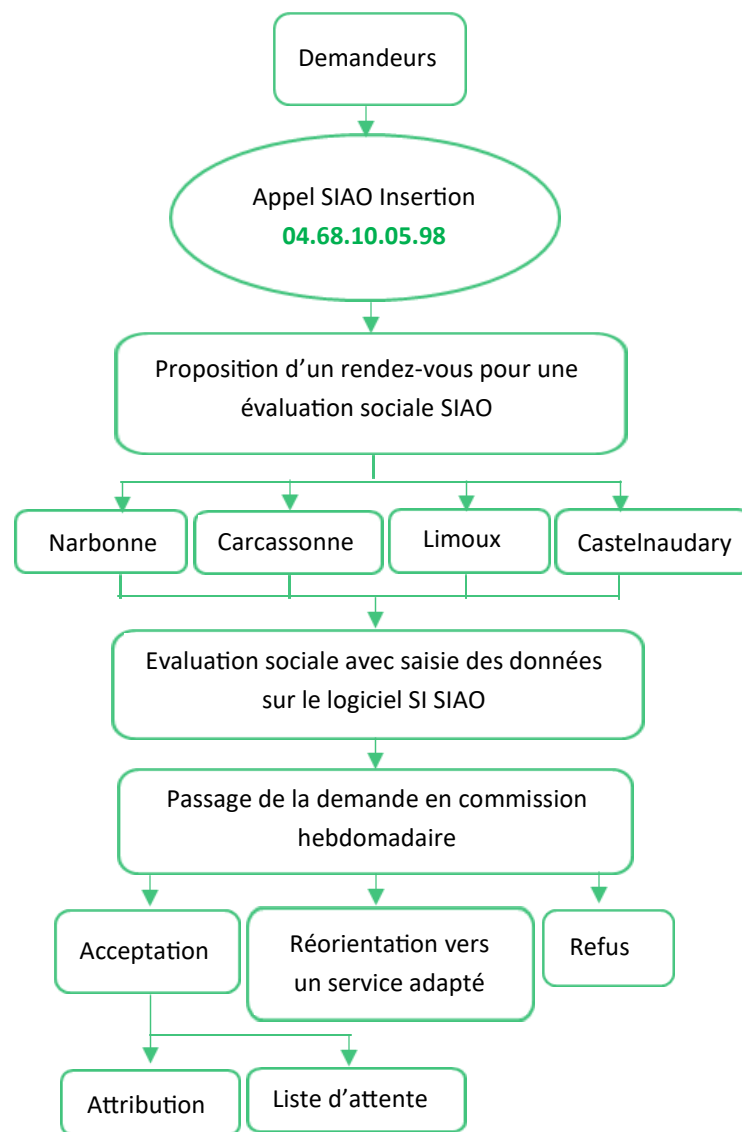 Demandeurs
Appel SIAO Insertion
04.68.10.05.98
Proposition d’un rendez-vous pour une
évaluation sociale SIAO
Narbonne
Carcassonne
Limoux
Castelnaudary
Evaluation sociale avec saisie des données
sur le logiciel SI SIAO
Passage de la demande en commission
hebdomadaire
Acceptation
Réorientation vers
un service adapté
Refus
Attribution
Liste d’attente